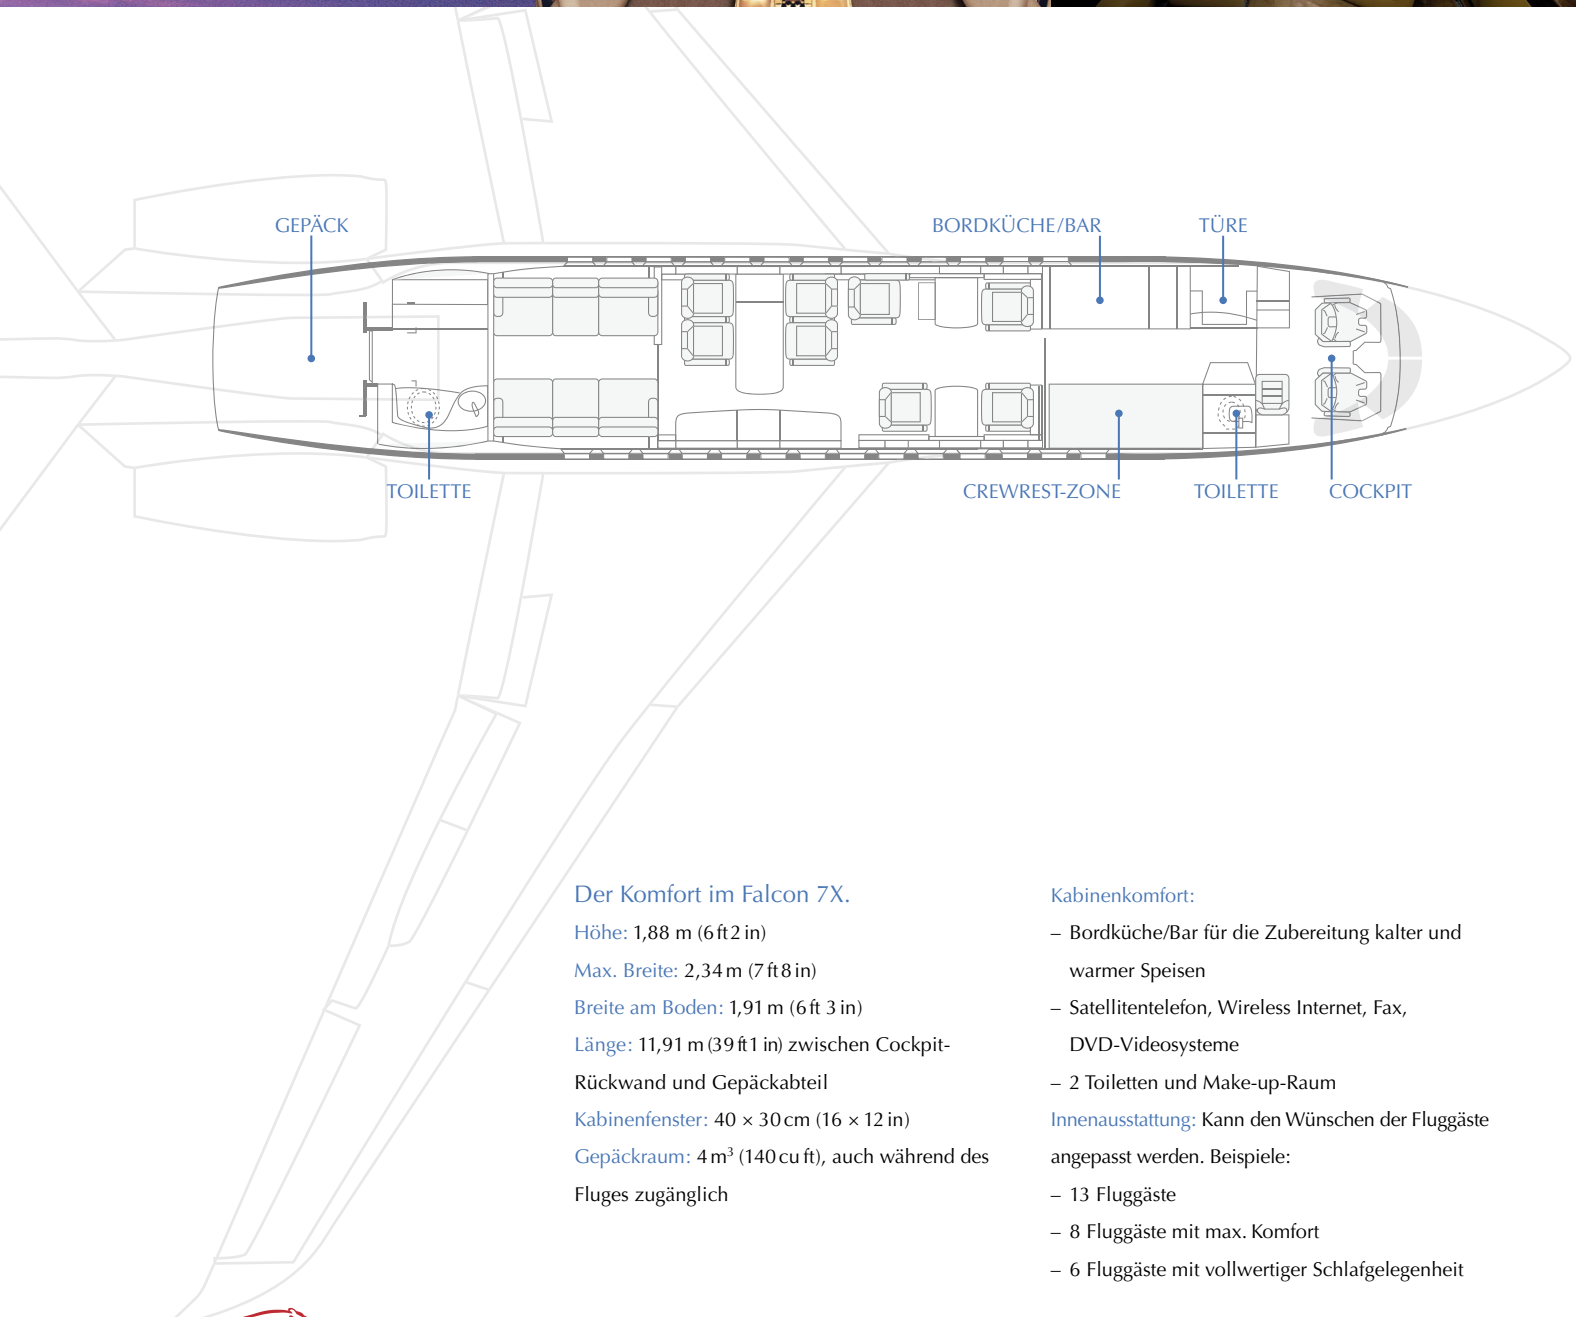 GEPÄCK
BORDKÜCHE/BAR
TÜRE
TOILETTE
CREWREST-ZONE
TOILETTE
COCKPIT
Der Komfort im Falcon 7X.
Höhe: 1,88 m (6 ft 2 in)
Max. Breite: 2,34 m (7 ft 8 in)
Breite am Boden: 1,91 m (6 ft 3 in)
Länge: 11,91 m (39 ft 1 in) zwischen Cockpit-
Rückwand und Gepäckabteil
Kabinenfenster: 40 × 30 cm (16 × 12 in)
Gepäckraum: 4 m³ (140 cu ft), auch während des
Fluges zugänglich
Kabinenkomfort:
– Bordküche/Bar für die Zubereitung kalter und
warmer Speisen
– Satellitentelefon, Wireless Internet, Fax,
DVD-Videosysteme
– 2 Toiletten und Make-up-Raum
Innenausstattung: Kann den Wünschen der Fluggäste
angepasst werden. Beispiele:
– 13 Fluggäste
– 8 Fluggäste mit max. Komfort
– 6 Fluggäste mit vollwertiger Schlafgelegenheit